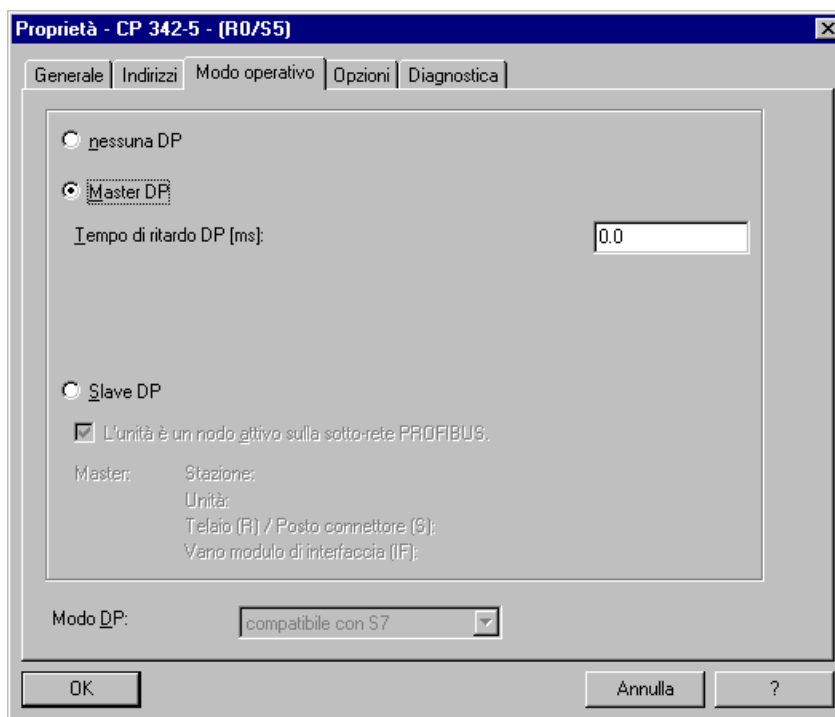 Proprietà - CP 342-5 - (R0/S5)
Generale Indirizzi Modo operativo Opzioni Diagnostica
nessuna DP
Master DP
Tempo di ritardo DP [ms]: 0.0
Slave DP
L'unità è un nodo attivo sulla sotto-rete PROFIBUS.
Master: Stazione:
Unità:
Telaio (R) / Posto connettore (S):
Vano modulo di interfaccia (IF):
Modo DP: compatibile con S7
OK Annulla ?